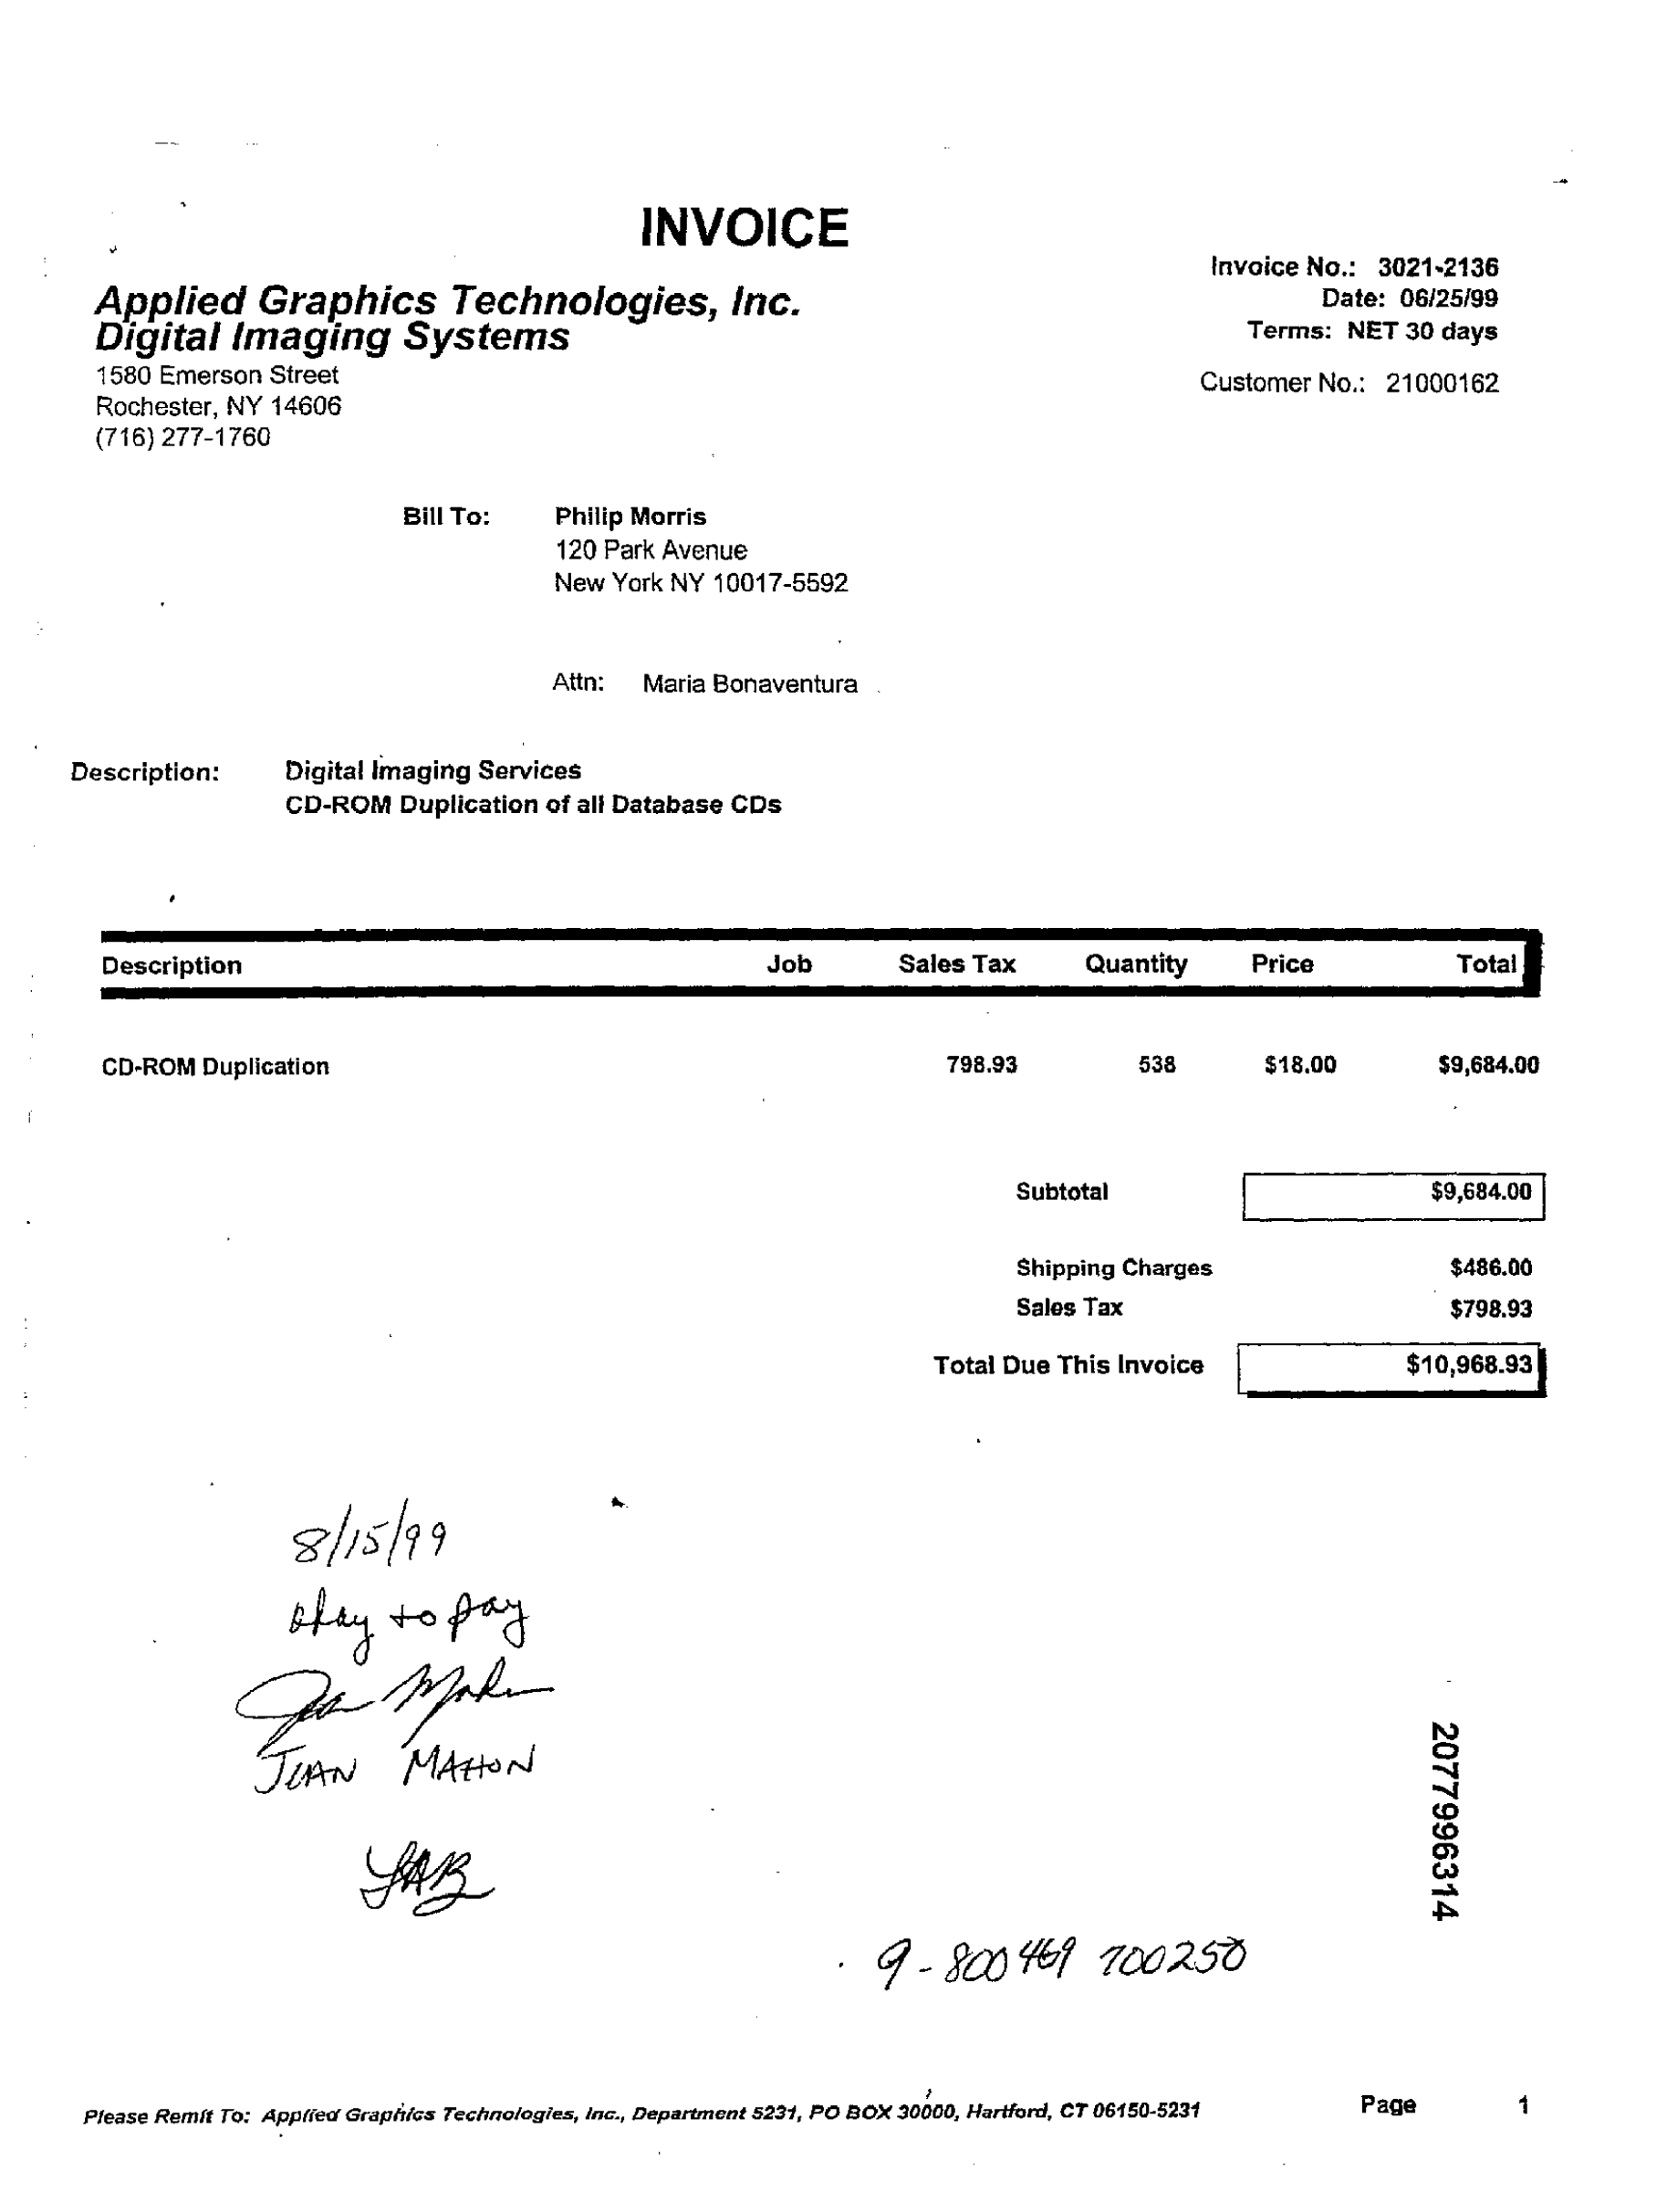 INVOICE
Invoice No.: 3021-2136
Date: 06/25/99
Terms: NET 30 days
Customer No.: 21000162
Applied Graphics Technologies, Inc.
Digital Imaging Systems
1580 Emerson Street
Rochester, NY 14606
(716) 277-1760
Bill To: Philip Morris
120 Park Avenue
New York NY 10017-5592
Attn: Maria Bonaventura
Description: Digital Imaging Services
CD-ROM Duplication of all Database CDs
Description Job Sales Tax Quantity Price Total
CD-ROM Duplication 798.93 538 $18.00 $9,684.00
Subtotal $9,684.00
Shipping Charges $486.00
Sales Tax $798.93
Total Due This Invoice $10,968.93
8/15/99
okay to pay
JEAN MAHON
2077996314
9-800469 700250
Please Remit To: Applied Graphics Technologies, Inc., Department 5231, PO BOX 30000, Hartford, CT 06150-5231 Page 1